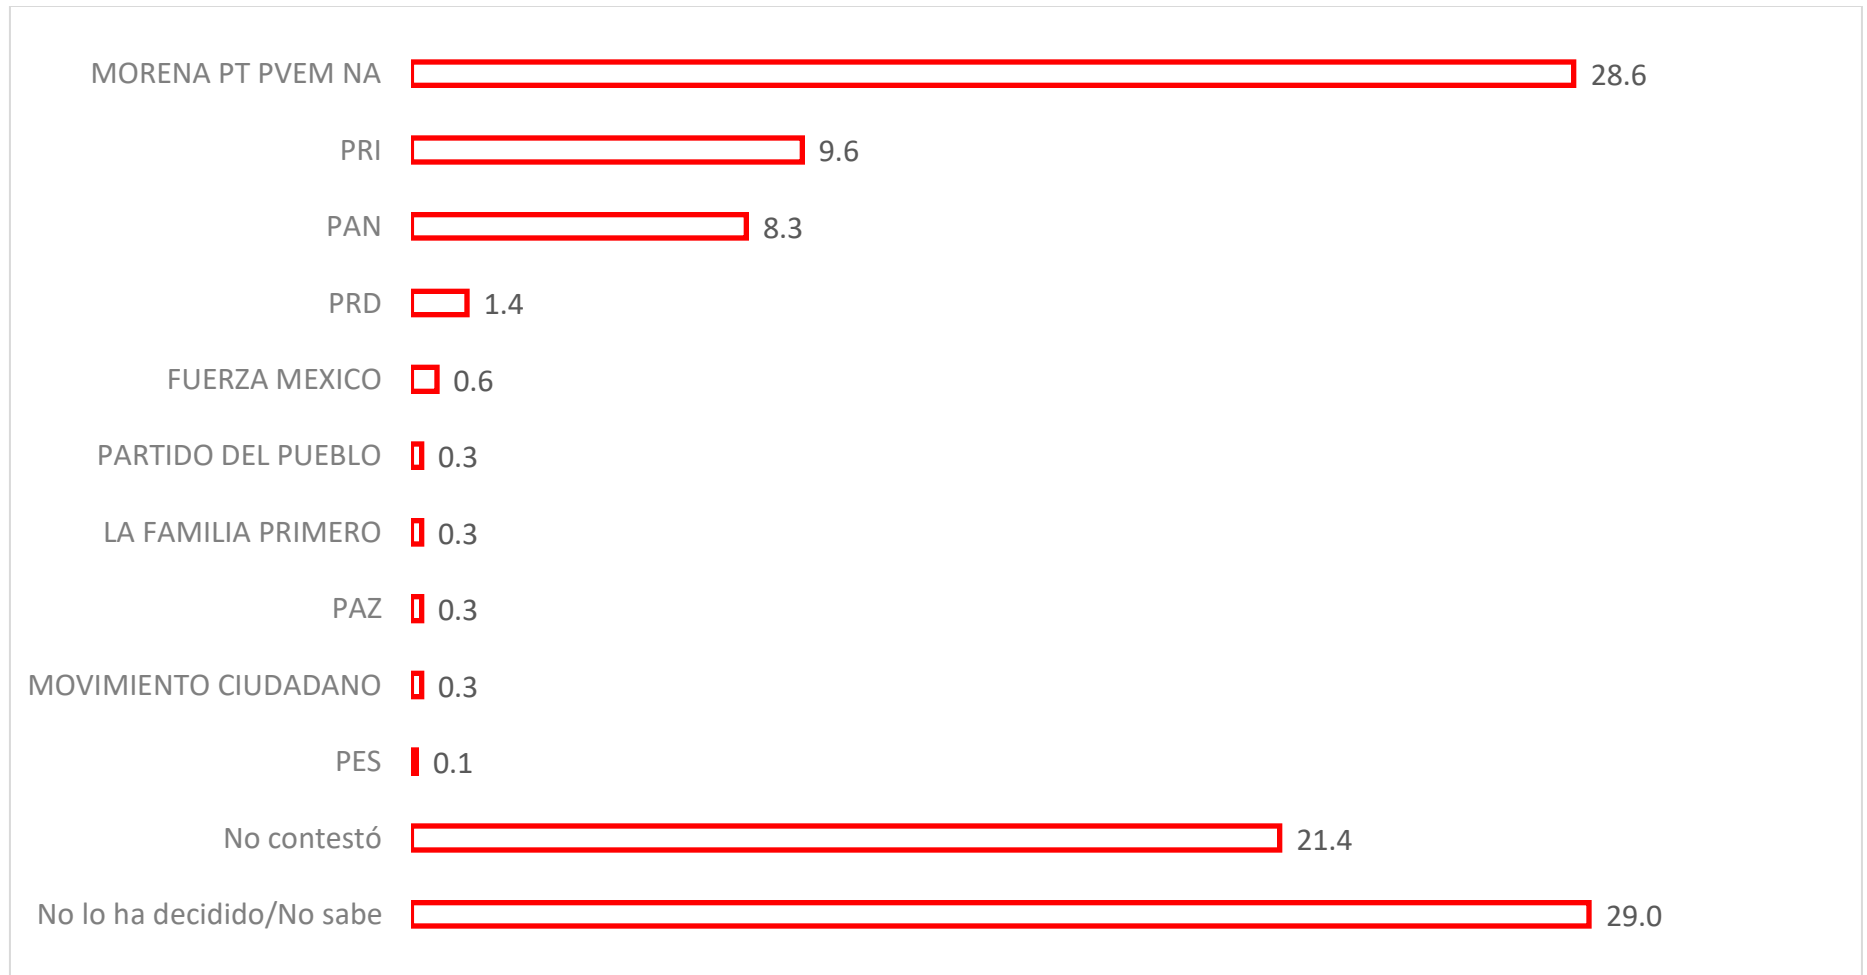 MORENA PT PVEM NA 28.6
PRI 9.6
PAN 8.3
PRD 1.4
FUERZA MEXICO 0.6
PARTIDO DEL PUEBLO 0.3
LA FAMILIA PRIMERO 0.3
PAZ 0.3
MOVIMIENTO CIUDADANO 0.3
PES 0.1
No contestó 21.4
No lo ha decidido/No sabe 29.0